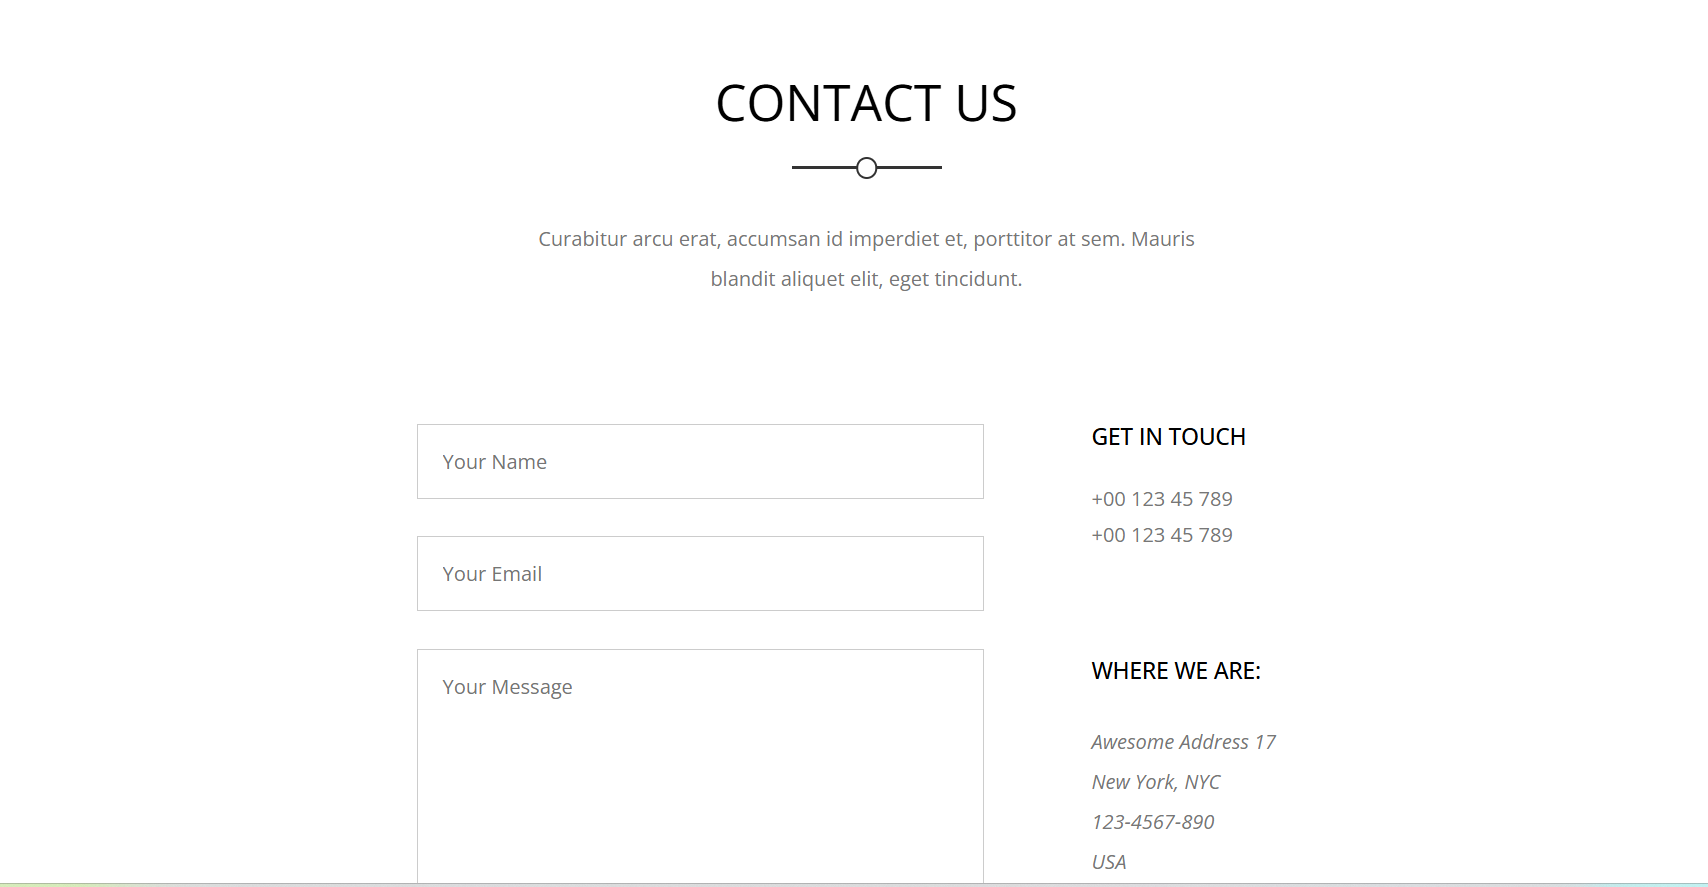 CONTACT US
Curabitur arcu erat, accumsan id imperdiet et, porttitor at sem. Mauris
blandit aliquet elit, eget tincidunt.
Your Name
Your Email
Your Message
GET IN TOUCH
+00 123 45 789
+00 123 45 789
WHERE WE ARE:
Awesome Address 17
New York, NYC
123-4567-890
USA